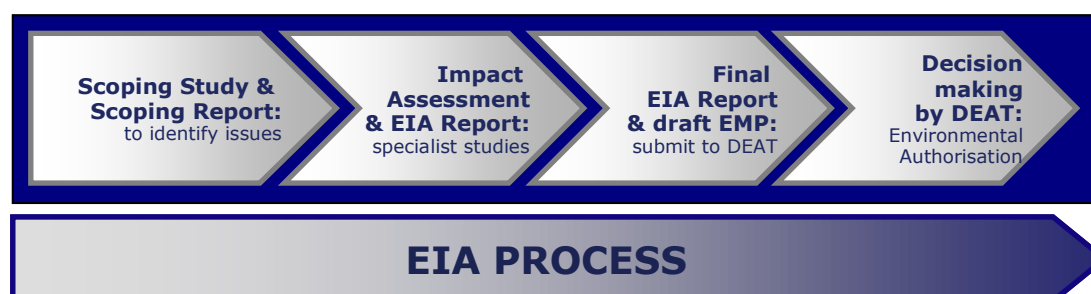 Scoping Study &
Scoping Report:
to identify issues
Impact
Assessment
& EIA Report:
specialist studies
Final
EIA Report
& draft EMP:
submit to DEAT
Decision
making
by DEAT:
Environmental
Authorisation
EIA PROCESS